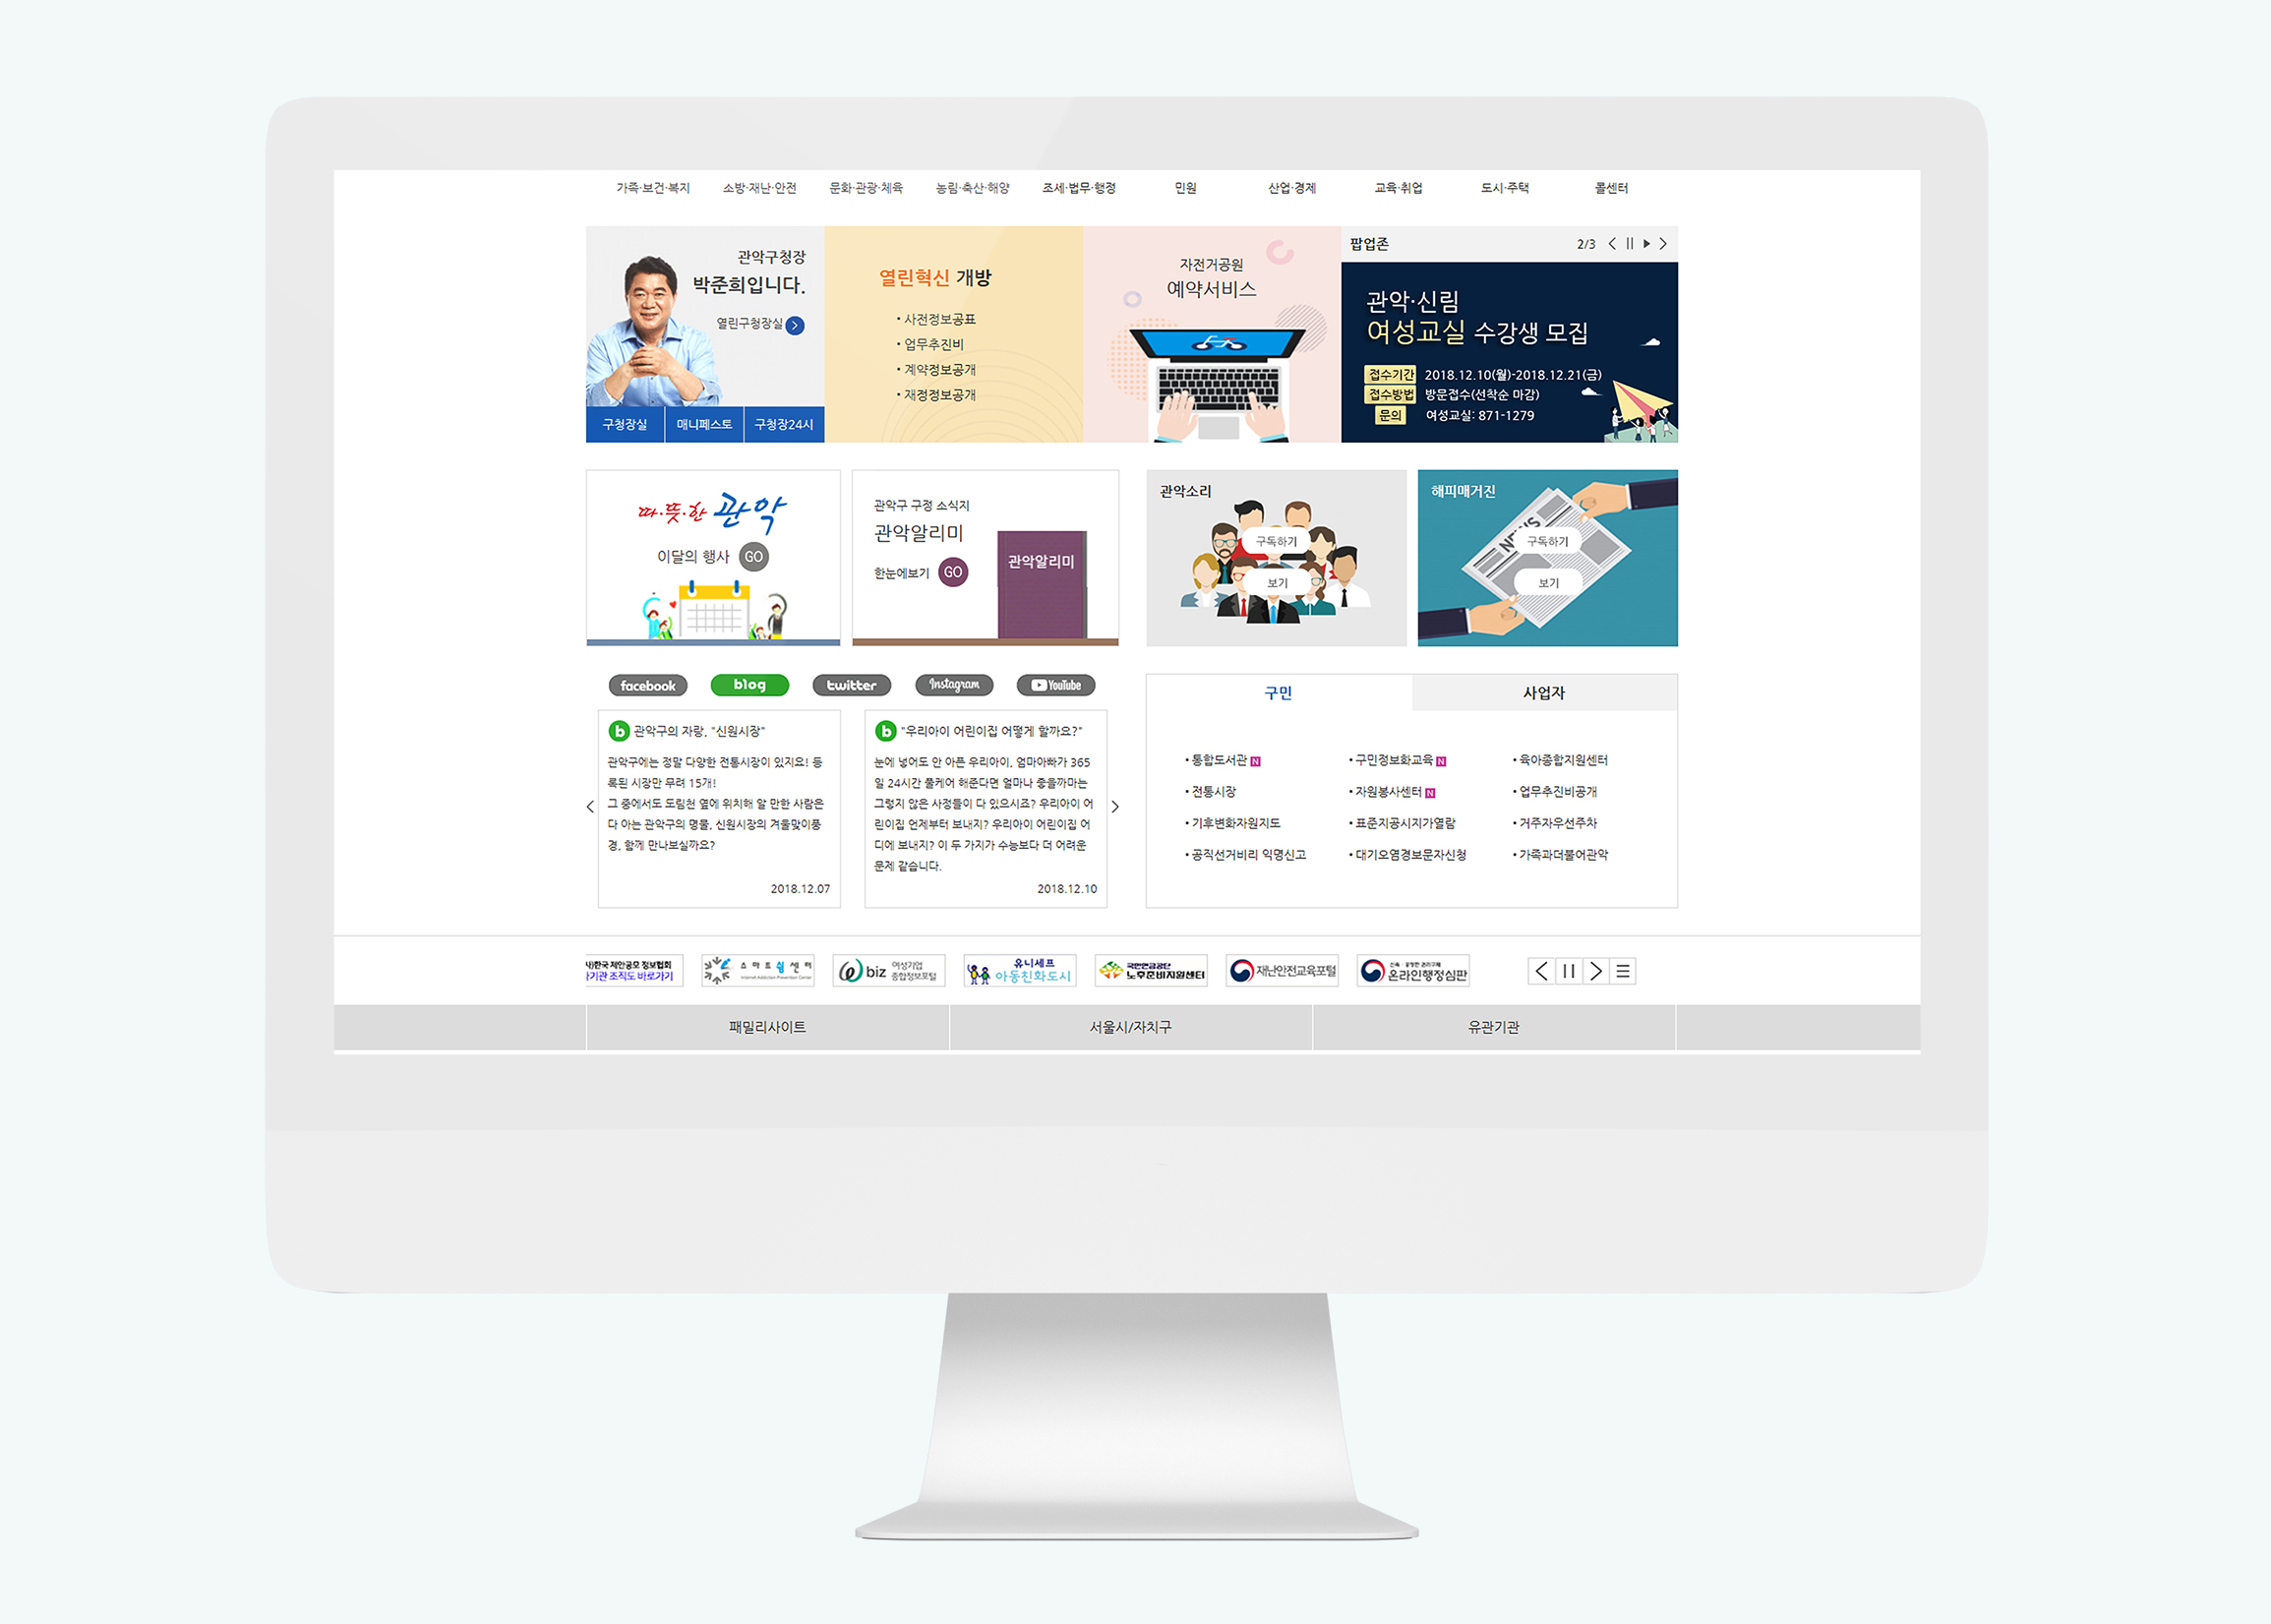 가족·보건·복지
소방·재난·안전
문화·관광·체육
농림·축산·해양
조세·법무·행정
민원
산업·경제
교육·취업
도시·주택
콜센터
관악구청장
박준희입니다.
열린구청장실
구청장실
매니페스토
구청장24시
열린혁신 개방
• 사전정보공표
• 업무추진비
• 계약정보공개
• 재정정보공개
자전거공원
예약서비스
팝업존
2/3
관악·신림
여성교실 수강생 모집
접수기간 2018.12.10(월)-2018.12.21(금)
접수방법 방문접수(선착순 마감)
문의 여성교실: 871-1279
따·뜻·한 관악
이달의 행사 GO
관악구 구정 소식지
관악알리미
한눈에보기 GO
관악알리미
관악소리
구독하기
보기
해피매거진
NEWS
구독하기
보기
facebook
blog
twitter
Instagram
YouTube
b 관악구의 자랑, "신원시장"
관악구에는 정말 다양한 전통시장이 있지요! 등
록된 시장만 무려 15개!
그 중에서도 도림천 옆에 위치해 알 만한 사람은
다 아는 관악구의 명물, 신원시장의 겨울맞이풍
경, 함께 만나보실까요?
2018.12.07
b "우리아이 어린이집 어떻게 할까요?"
눈에 넣어도 안 아픈 우리아이, 엄마아빠가 365
일 24시간 풀케어 해준다면 얼마나 좋을까마는
그렇지 않은 사정들이 다 있으시죠? 우리아이 어
린이집 언제부터 보내지? 우리아이 어린이집 어
디에 보내지? 이 두 가지가 수능보다 더 어려운
문제 같습니다.
2018.12.10
구민
사업자
• 통합도서관 N
• 구민정보화교육 N
• 육아종합지원센터
• 전통시장
• 자원봉사센터 N
• 업무추진비공개
• 기후변화자원지도
• 표준지공시지가열람
• 거주자우선주차
• 공직선거비리 익명신고
• 대기오염경보문자신청
• 가족과더불어관악
사)한국 제안공모 정보협회
기관 조직도 바로가기
스마트쉼센터
Internet Addiction Prevention Center
biz 여성기업
종합정보포털
유니세프
아동친화도시
국민연금공단
노후준비지원센터
재난안전교육포털
온라인행정심판
패밀리사이트
서울시/자치구
유관기관